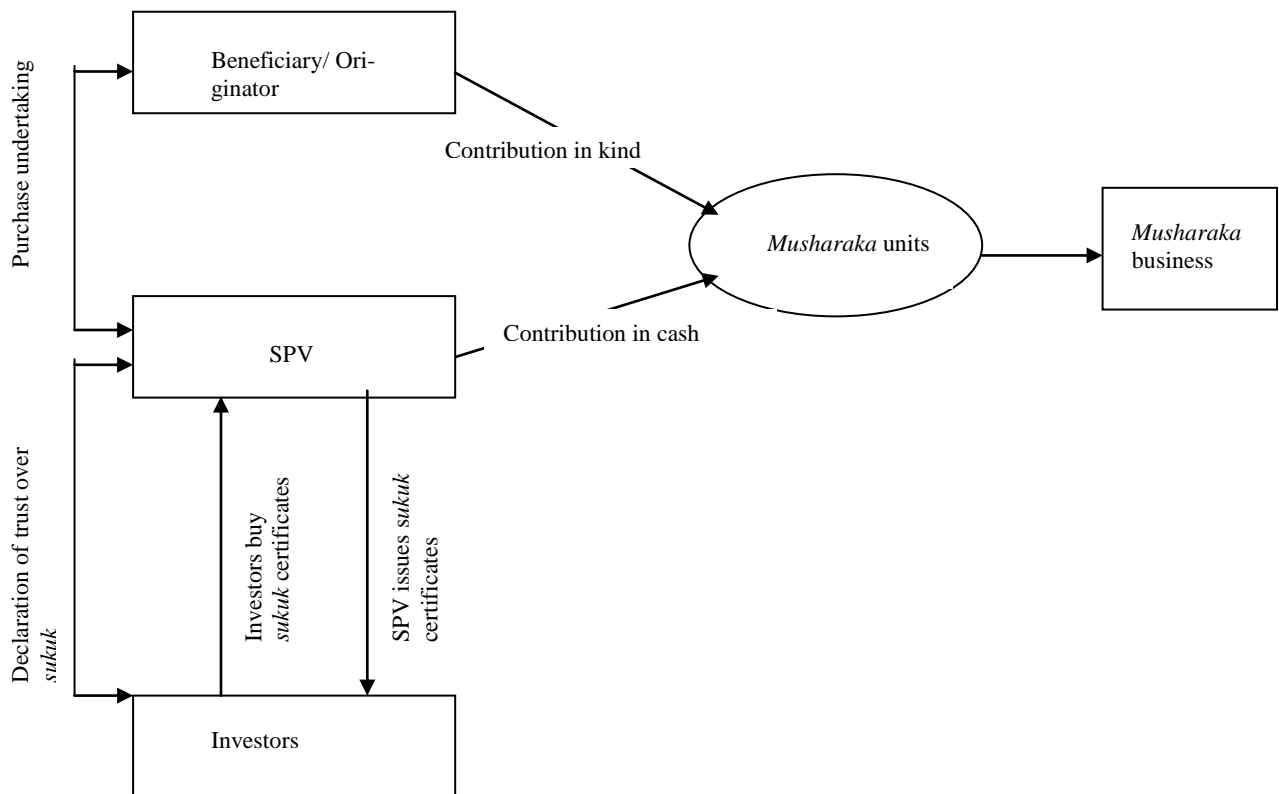 Beneficiary/ Ori-
ginator
Purchase undertaking
Contribution in kind
Musharaka units
Musharaka
business
SPV
Contribution in cash
Declaration of trust over
sukuk
Investors buy
sukuk certificates
SPV issues sukuk
certificates
Investors